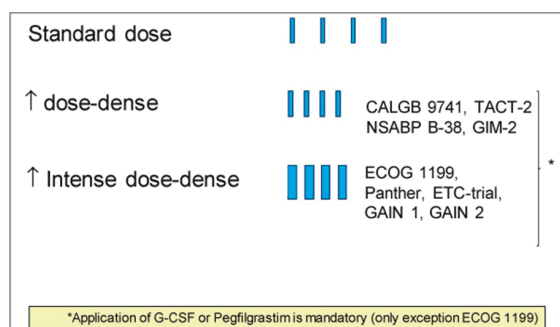 Standard dose
↑ dose-dense
CALGB 9741, TACT-2
NSABP B-38, GIM-2
↑ Intense dose-dense
ECOG 1199,
Panther, ETC-trial,
GAIN 1, GAIN 2
*
*Application of G-CSF or Pegfilgrastim is mandatory (only exception ECOG 1199)